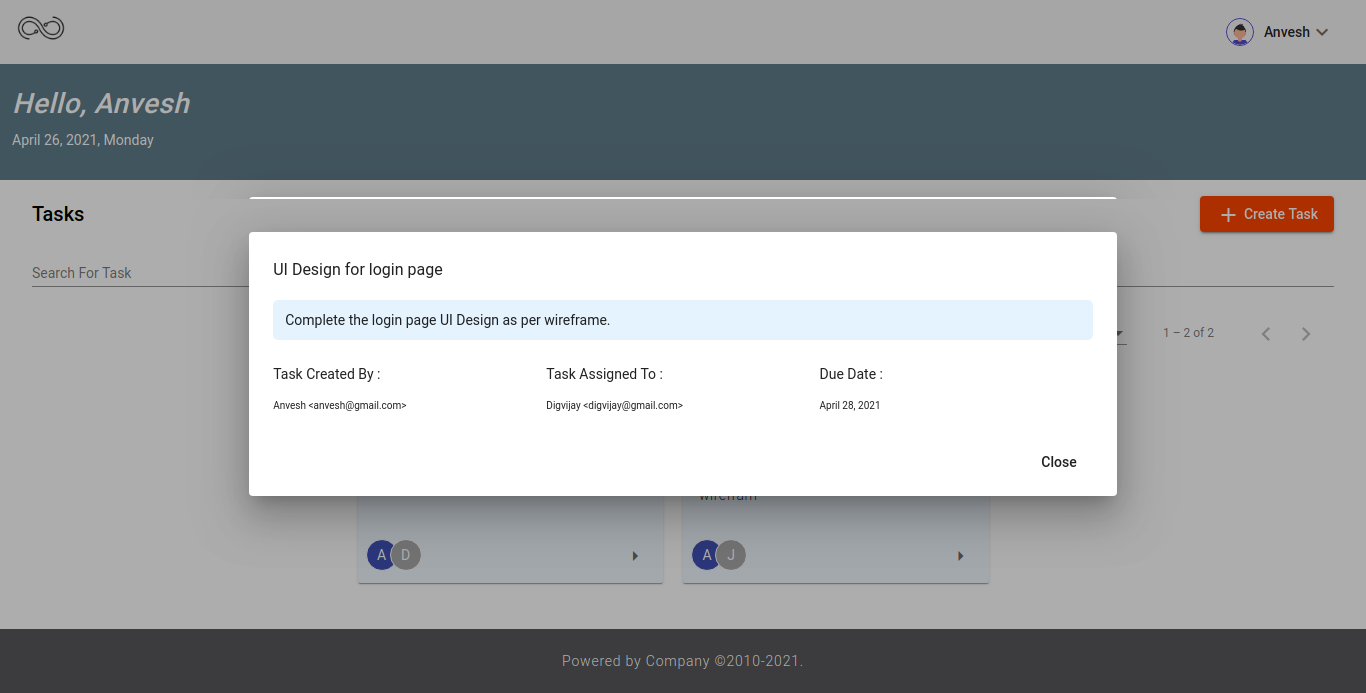 Anvesh
Hello, Anvesh
April 26, 2021, Monday
Tasks
Create Task
Search For Task
1 – 2 of 2
UI Design for login page
Complete the login page UI Design as per wireframe.
Task Created By :
Task Assigned To :
Due Date :
Anvesh <anvesh@gmail.com>
Digvijay <digvijay@gmail.com>
April 28, 2021
Close
A D
A J
Powered by Company ©2010-2021.